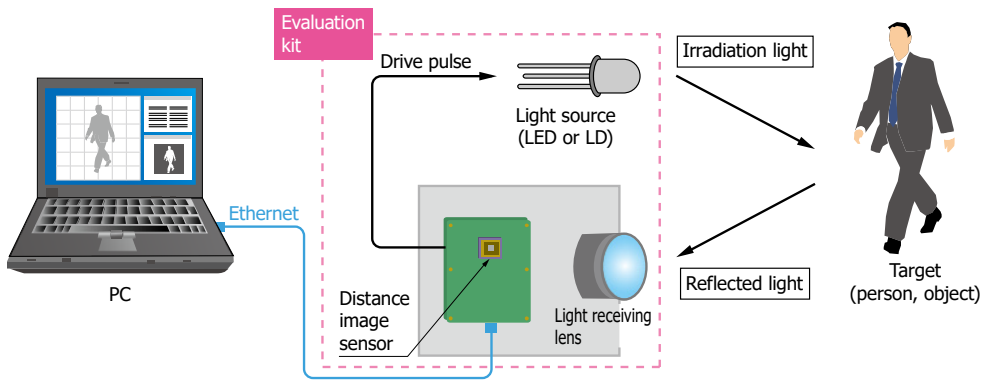 Evaluation
kit
Drive pulse
Irradiation light
Light source
(LED or LD)
Ethernet
PC
Distance
image
sensor
Light receiving
lens
Reflected light
Target
(person, object)